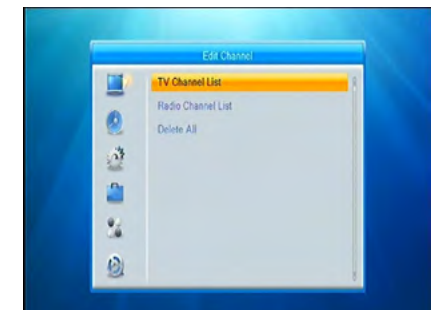 Edit Channel
TV Channel List
Radio Channel List
Delete All